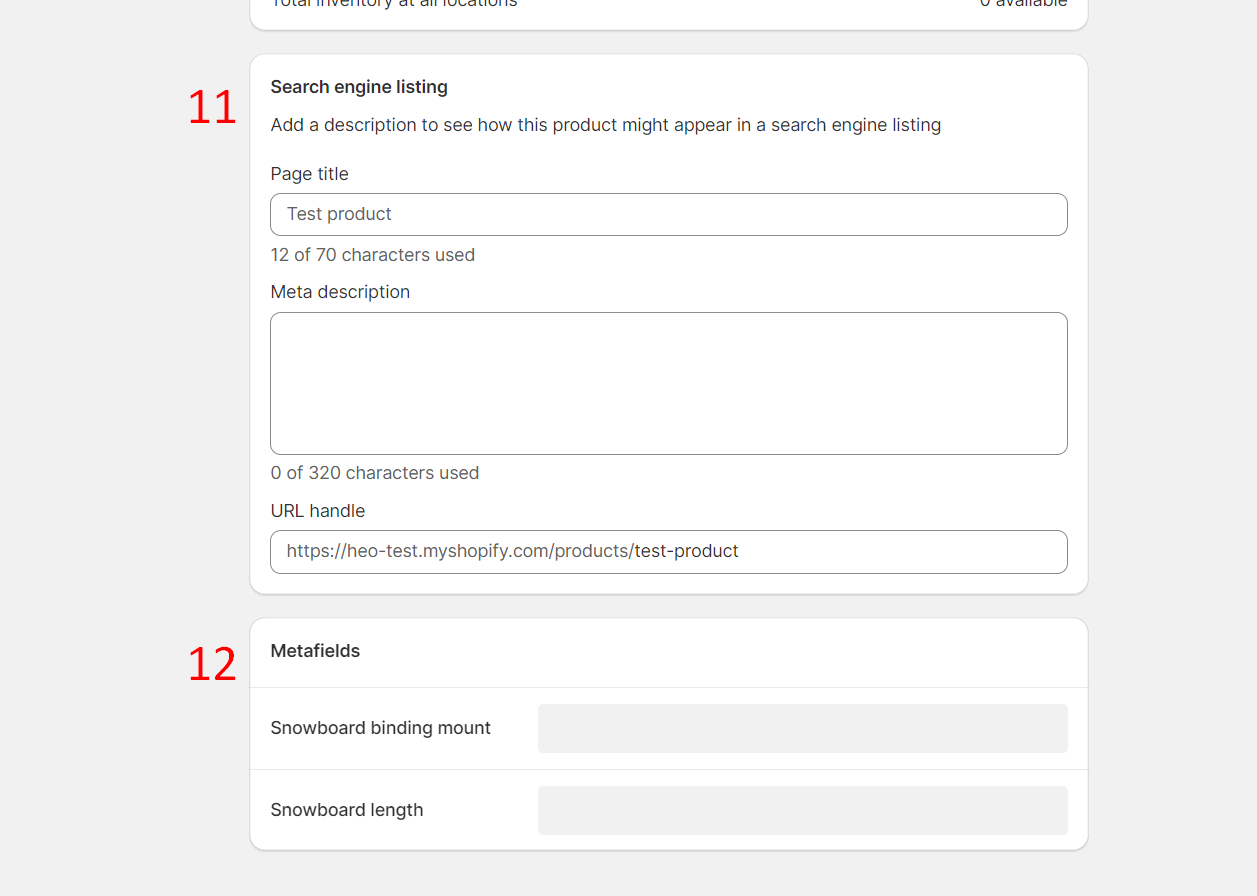 Total inventory at all locations 0 available
11
Search engine listing
Add a description to see how this product might appear in a search engine listing
Page title
Test product
12 of 70 characters used
Meta description
0 of 320 characters used
URL handle
https://heo-test.myshopify.com/products/test-product
12
Metafields
Snowboard binding mount
Snowboard length